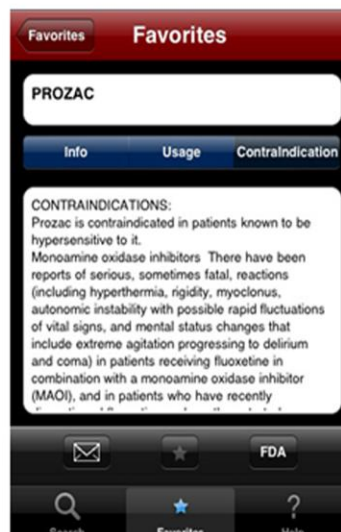 Favorites
Favorites
PROZAC
Info
Usage
ContraIndication
CONTRAINDICATIONS:
Prozac is contraindicated in patients known to be
hypersensitive to it.
Monoamine oxidase inhibitors There have been
reports of serious, sometimes fatal, reactions
(including hyperthermia, rigidity, myoclonus,
autonomic instability with possible rapid fluctuations
of vital signs, and mental status changes that
include extreme agitation progressing to delirium
and coma) in patients receiving fluoxetine in
combination with a monoamine oxidase inhibitor
(MAOI), and in patients who have recently
FDA
Search
Favorites
?
Help